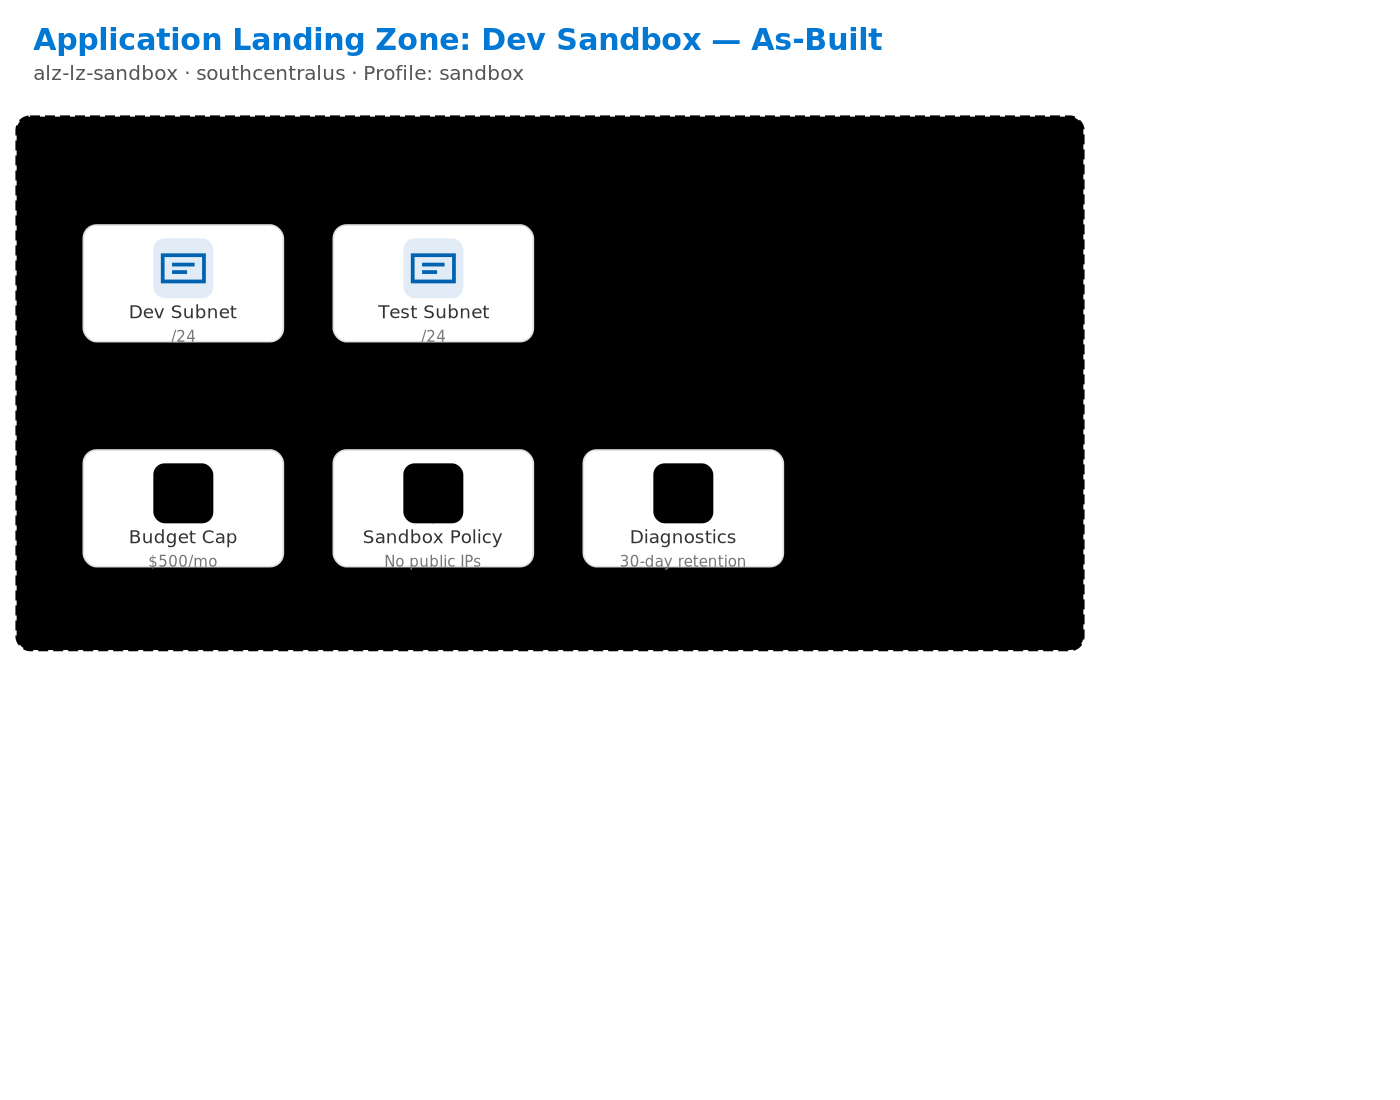 Application Landing Zone: Dev Sandbox — As-Built
alz-lz-sandbox · southcentralus · Profile: sandbox
Dev Subnet
/24
Test Subnet
/24
Budget Cap
$500/mo
Sandbox Policy
No public IPs
Diagnostics
30-day retention